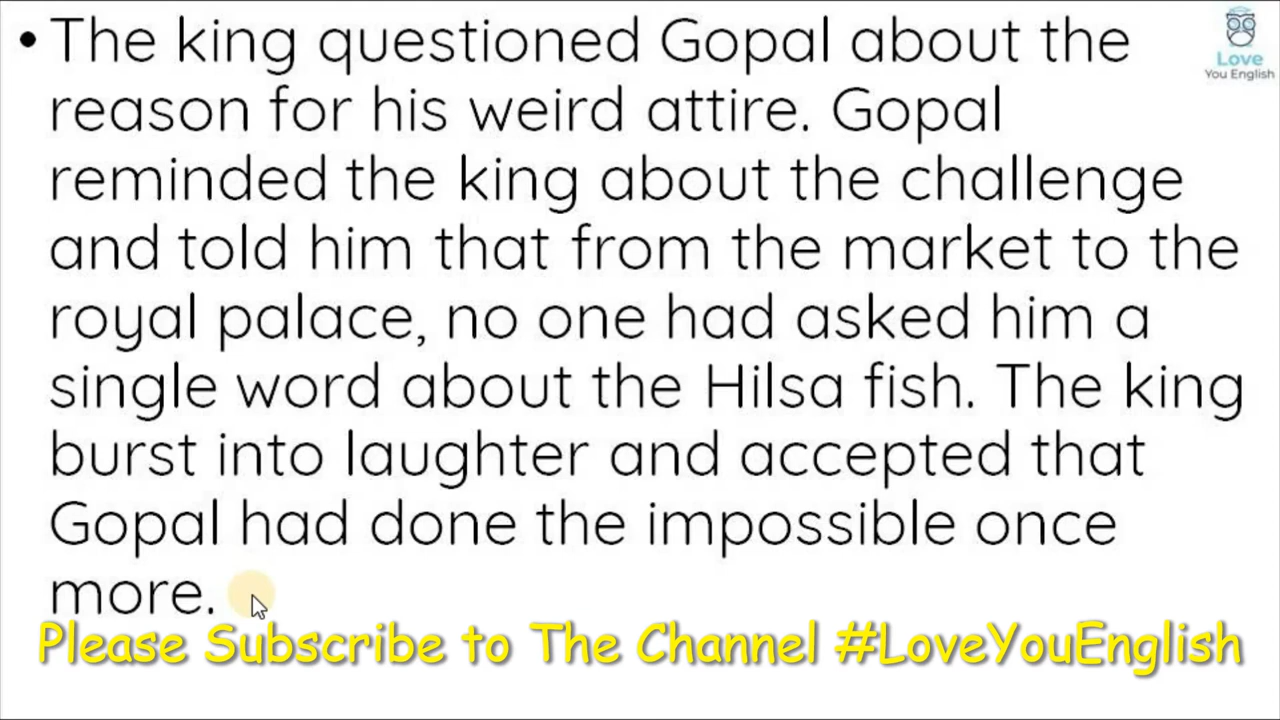 • The king questioned Gopal about the
reason for his weird attire. Gopal
reminded the king about the challenge
and told him that from the market to the
royal palace, no one had asked him a
single word about the Hilsa fish. The king
burst into laughter and accepted that
Gopal had done the impossible once
more.
Please Subscribe to The Channel #LoveYouEnglish
Love
You English